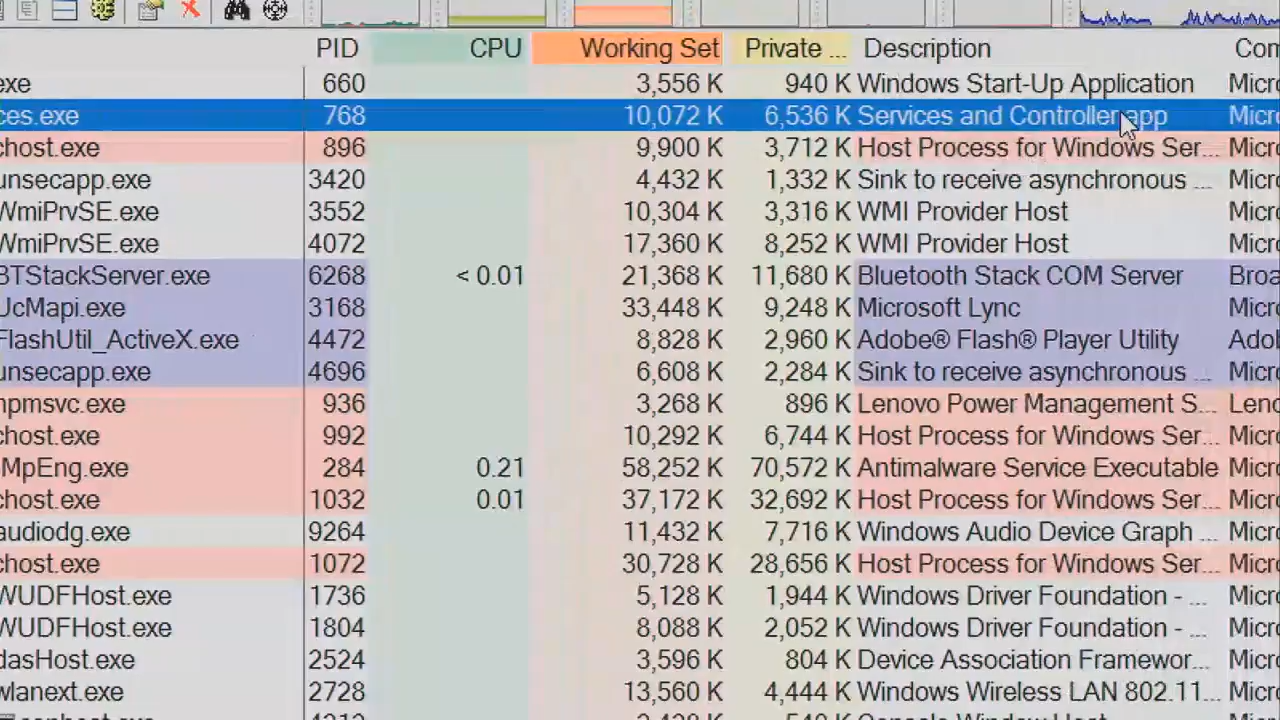 PID CPU Working Set Private ... Description Com
exe 660 3,556 K 940 K Windows Start-Up Application Micro
ces.exe 768 10,072 K 6,536 K Services and Controller app Micro
chost.exe 896 9,900 K 3,712 K Host Process for Windows Ser... Micro
unsecapp.exe 3420 4,432 K 1,332 K Sink to receive asynchronous ... Micro
WmiPrvSE.exe 3552 10,304 K 3,316 K WMI Provider Host Micro
WmiPrvSE.exe 4072 17,360 K 8,252 K WMI Provider Host Micro
BTStackServer.exe 6268 < 0.01 21,368 K 11,680 K Bluetooth Stack COM Server Broa
UcMapi.exe 3168 33,448 K 9,248 K Microsoft Lync Micro
FlashUtil_ActiveX.exe 4472 8,828 K 2,960 K Adobe® Flash® Player Utility Adob
unsecapp.exe 4696 6,608 K 2,284 K Sink to receive asynchronous ... Micro
npmsvc.exe 936 3,268 K 896 K Lenovo Power Management S... Leno
chost.exe 992 10,292 K 6,744 K Host Process for Windows Ser... Micro
MpEng.exe 284 0.21 58,252 K 70,572 K Antimalware Service Executable Micro
chost.exe 1032 0.01 37,172 K 32,692 K Host Process for Windows Ser... Micro
audiodg.exe 9264 11,432 K 7,716 K Windows Audio Device Graph ... Micro
chost.exe 1072 30,728 K 28,656 K Host Process for Windows Ser... Micro
WUDFHost.exe 1736 5,128 K 1,944 K Windows Driver Foundation - ... Micro
WUDFHost.exe 1804 8,088 K 2,052 K Windows Driver Foundation - ... Micro
dasHost.exe 2524 3,596 K 804 K Device Association Framewor... Micro
wlanext.exe 2728 13,560 K 4,444 K Windows Wireless LAN 802.11... Micro
Console Window Host